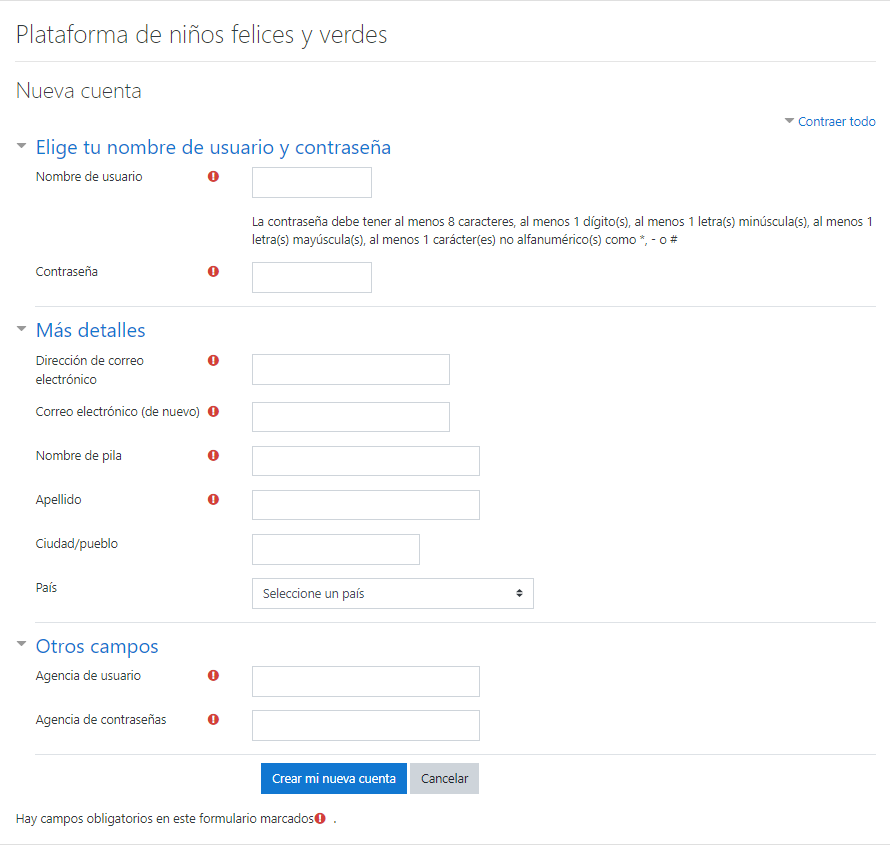 Plataforma de niños felices y verdes
Nueva cuenta
Contraer todo
Elige tu nombre de usuario y contraseña
Nombre de usuario
La contraseña debe tener al menos 8 caracteres, al menos 1 dígito(s), al menos 1 letra(s) minúscula(s), al menos 1
letra(s) mayúscula(s), al menos 1 carácter(es) no alfanumérico(s) como *, - o #
Contraseña
Más detalles
Dirección de correo
electrónico
Correo electrónico (de nuevo)
Nombre de pila
Apellido
Ciudad/pueblo
País
Seleccione un país
Otros campos
Agencia de usuario
Agencia de contraseñas
Crear mi nueva cuenta
Cancelar
Hay campos obligatorios en este formulario marcados .